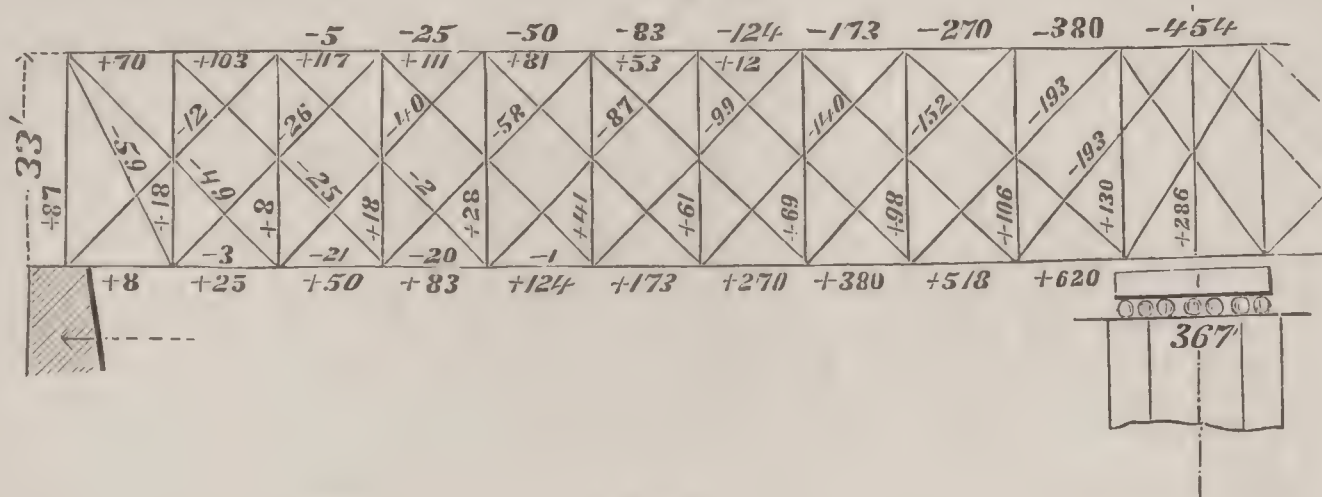 -5 -25 -50 -83 -124 -173 -270 -380 -454
+70 +103 +117 +111 +81 +53 +12
33'
-59 -12 -26 -40 -58 -87 -99 -140 -152 -193
-49 -25 -2 -193
+87 +18 +8 +18 +28 +41 +61 +69 +98 +106 +130 +286
-3 -21 -20 -1
+8 +25 +50 +83 +124 +173 +270 +380 +518 +620
367'